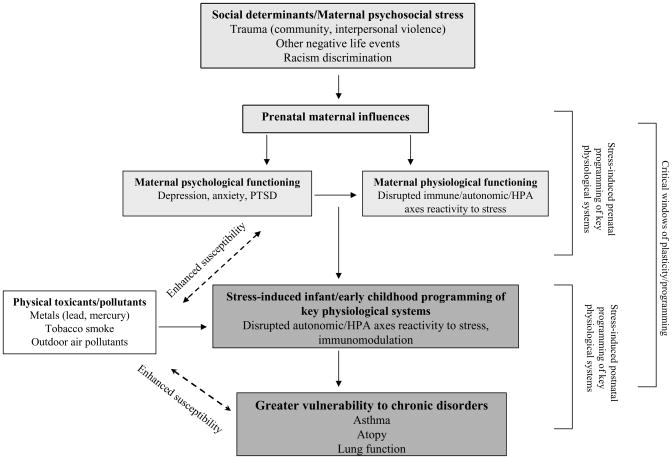 Social determinants/Maternal psychosocial stress
Trauma (community, interpersonal violence)
Other negative life events
Racism discrimination
Prenatal maternal influences
Maternal psychological functioning
Depression, anxiety, PTSD
Maternal physiological functioning
Disrupted immune/autonomic/HPA
axes reactivity to stress
Stress-induced prenatal
programming of key
physiological systems
Critical windows of plasticity/programming
Enhanced susceptibility
Physical toxicants/pollutants
Metals (lead, mercury)
Tobacco smoke
Outdoor air pollutants
Stress-induced infant/early childhood programming of
key physiological systems
Disrupted autonomic/HPA axes reactivity to stress,
immunomodulation
Stress-induced postnatal
programming of key
physiological systems
Enhanced susceptibility
Greater vulnerability to chronic disorders
Asthma
Atopy
Lung function